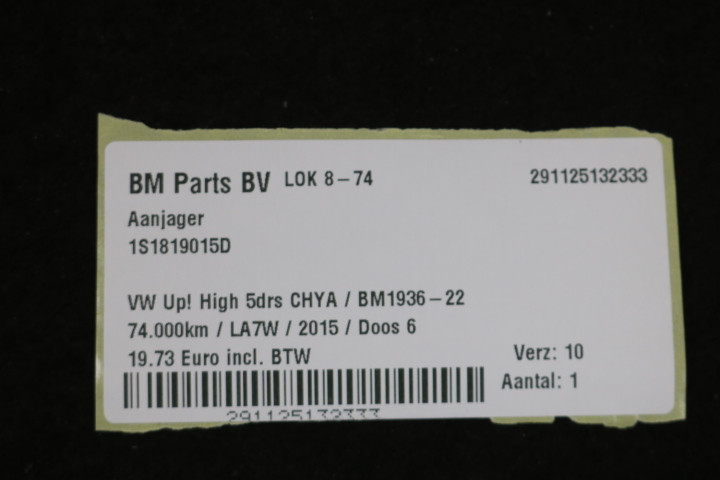 BM Parts BV LOK 8-74 291125132333
Aanjager
1S1819015D
VW Up! High 5drs CHYA / BM1936-22
74.000km / LA7W / 2015 / Doos 6
19.73 Euro incl. BTW Verz: 10
Aantal: 1
291125132333